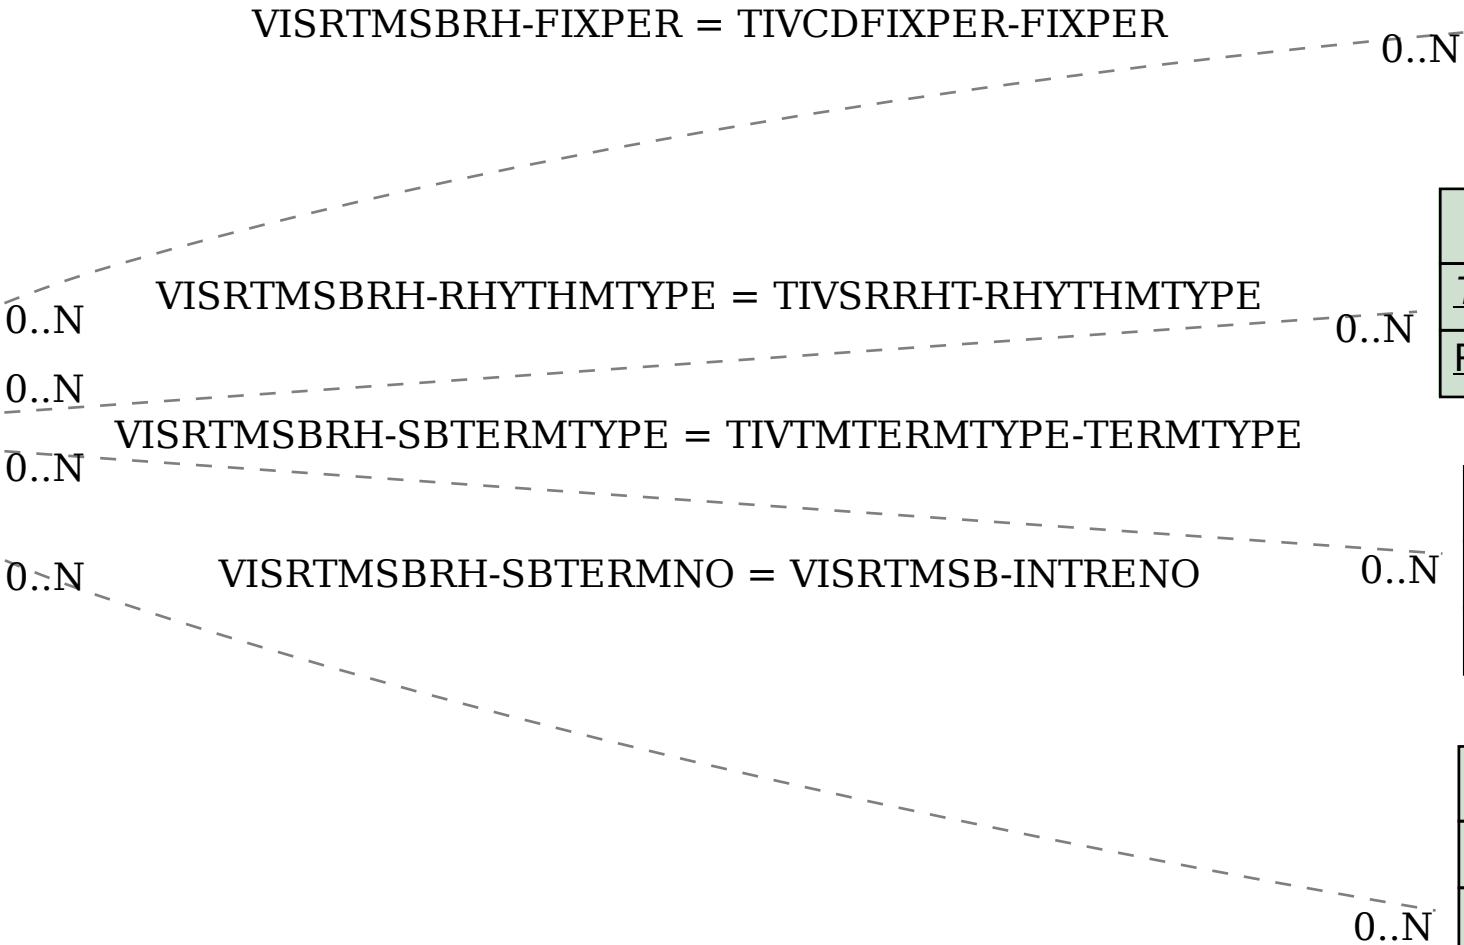 VISRTMSBRH-FIXPER = TIVCDFIXPER-FIXPER
0..N
VISRTMSBRH-RHYTHMTYPE = TIVSRRHT-RHYTHMTYPE
0..N
0..N
0..N
VISRTMSBRH-SBTERMTYPE = TIVTMTERMTYPE-TERMTYPE
0..N
0..N
VISRTMSBRH-SBTERMNO = VISRTMSB-INTRENO
0..N
0..N